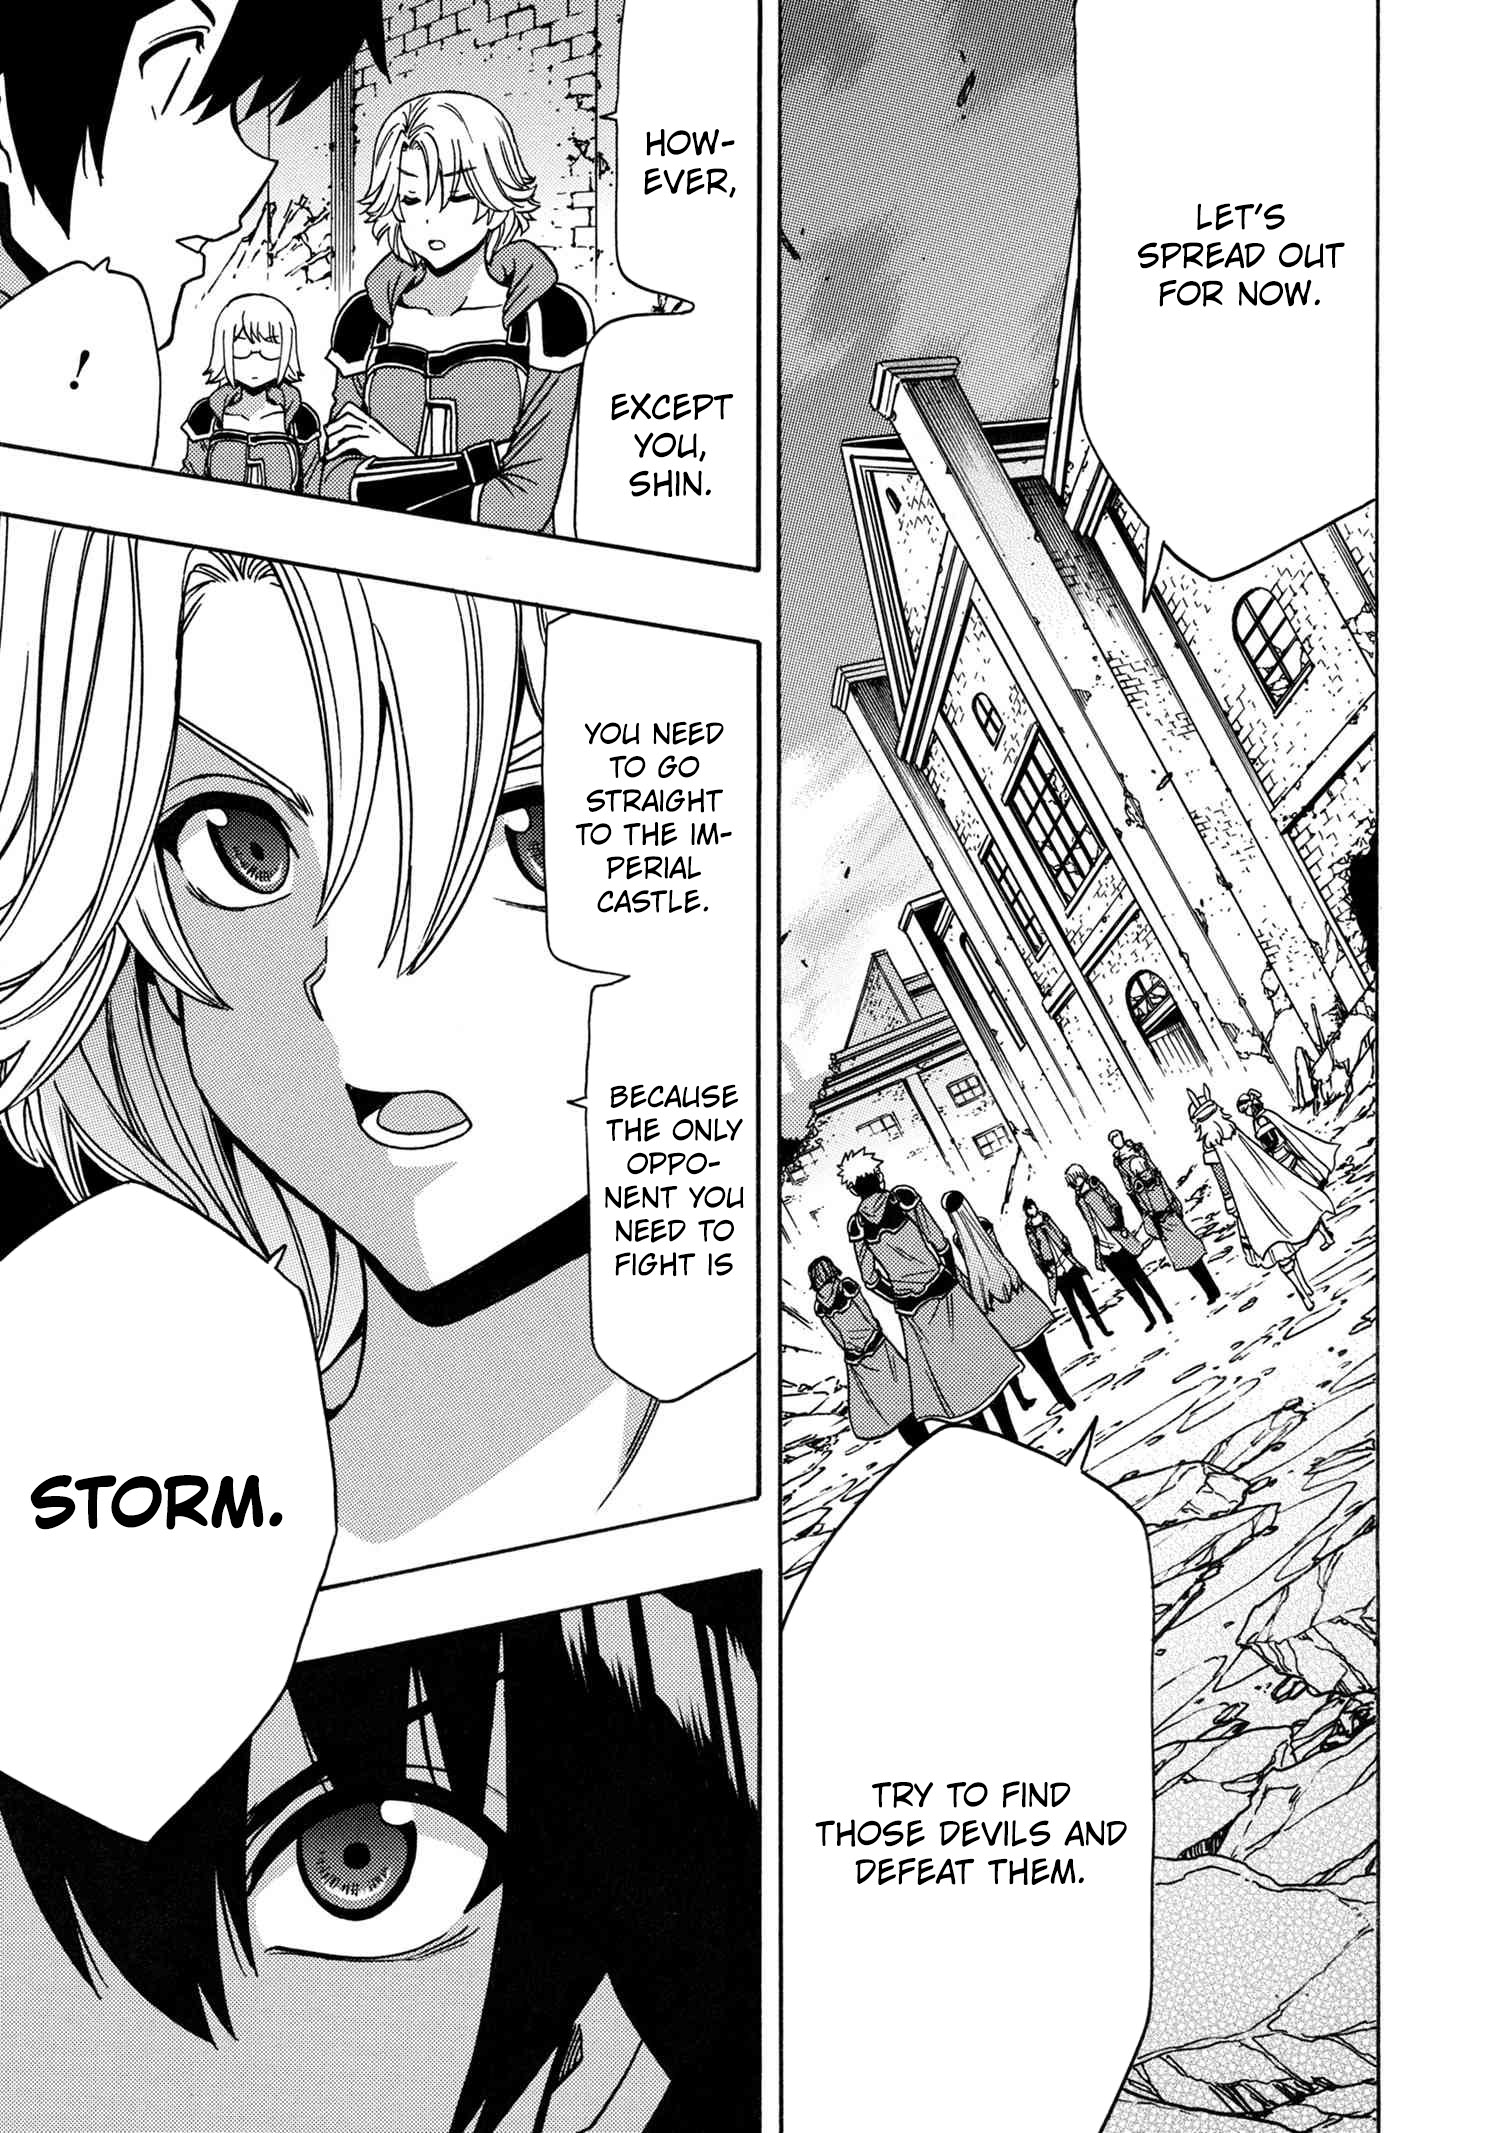 LET'S
SPREAD OUT
FOR NOW.
TRY TO FIND
THOSE DEVILS AND
DEFEAT THEM.
HOW-
EVER,
EXCEPT
YOU,
SHIN.
!
YOU NEED
TO GO
STRAIGHT
TO THE IM-
PERIAL
CASTLE.
BECAUSE
THE ONLY
OPPO-
NENT YOU
NEED TO
FIGHT IS
STORM.